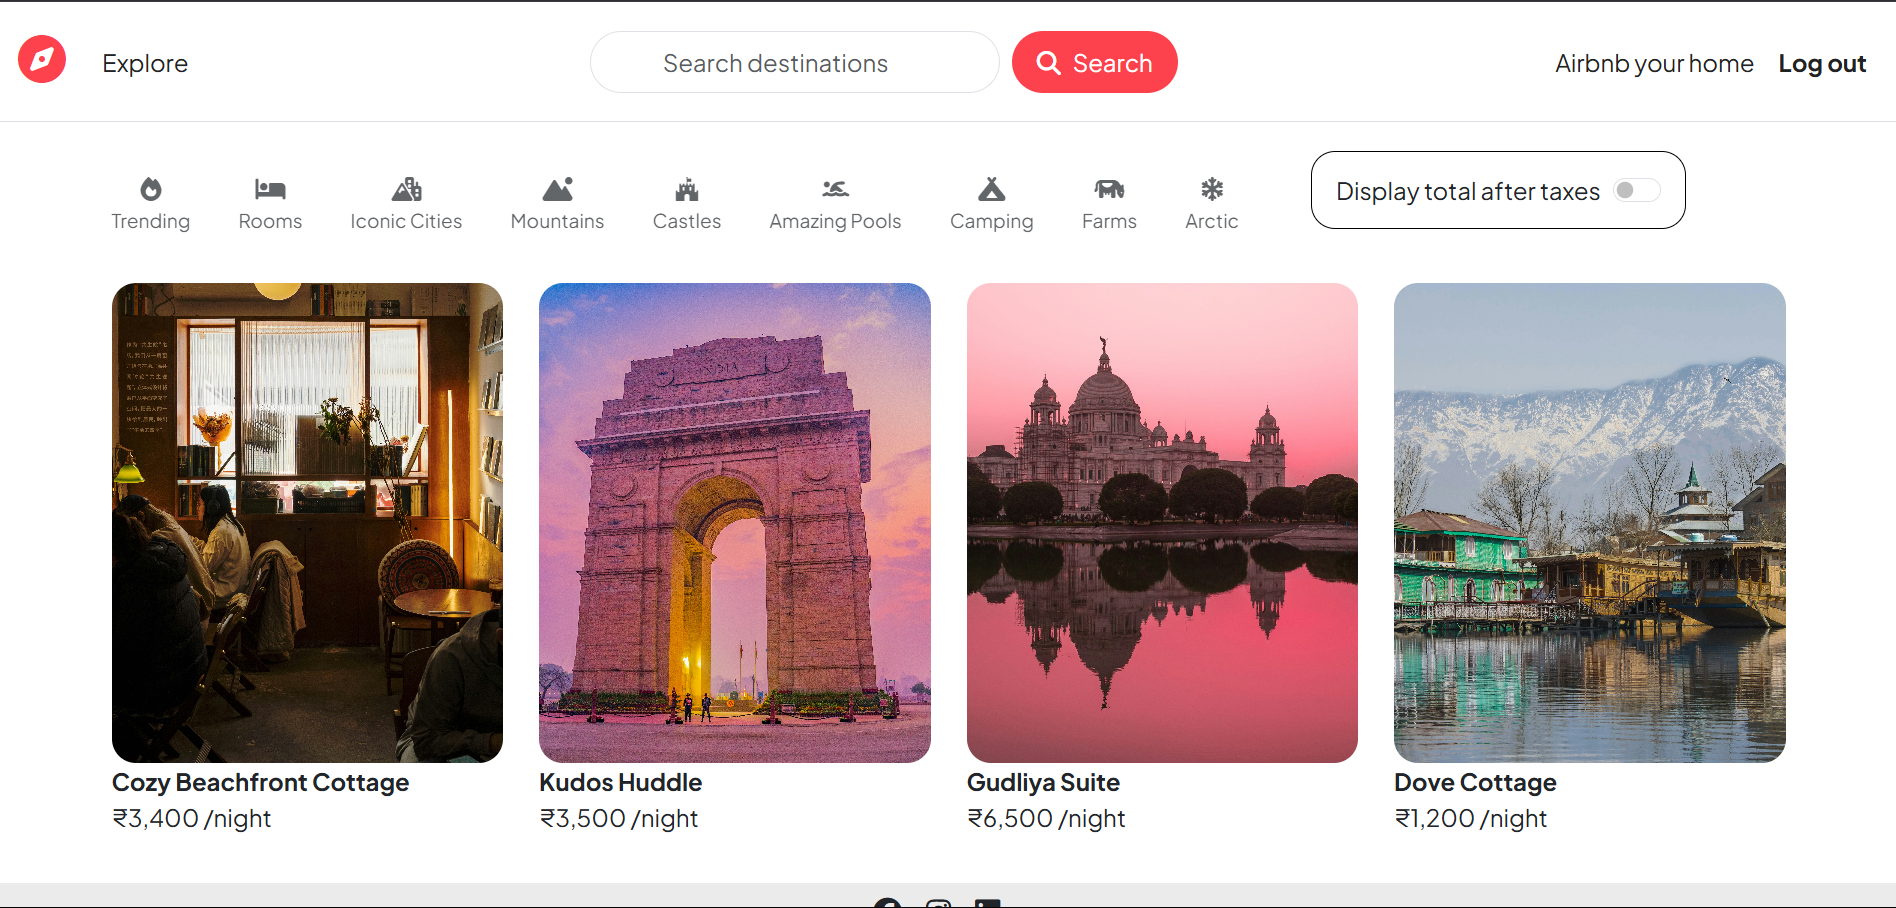 Explore
Search destinations
Search
Airbnb your home
Log out
Trending
Rooms
Iconic Cities
Mountains
Castles
Amazing Pools
Camping
Farms
Arctic
Display total after taxes
INDIA
Cozy Beachfront Cottage
₹3,400 /night
Kudos Huddle
₹3,500 /night
Gudliya Suite
₹6,500 /night
Dove Cottage
₹1,200 /night